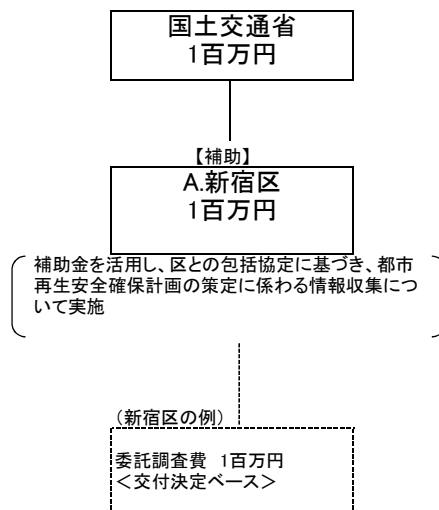 国土交通省
1百万円
【補助】
A.新宿区
1百万円
補助金を活用し、区との包括協定に基づき、都市
再生安全確保計画の策定に係わる情報収集につ
いて実施
(新宿区の例)
委託調査費 1百万円
<交付決定ベース>